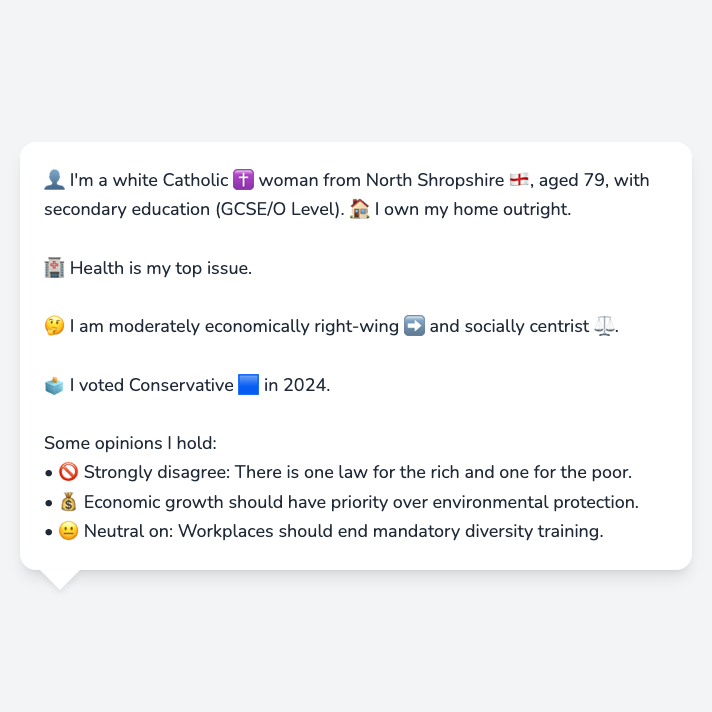 👤 I'm a white Catholic ✝️ woman from North Shropshire 🏴󠁧󠁢󠁥󠁮󠁧󠁿, aged 79, with
secondary education (GCSE/O Level). 🏠 I own my home outright.
🏥 Health is my top issue.
🤔 I am moderately economically right-wing ➡️ and socially centrist ⚖️.
🗳️ I voted Conservative 🟦 in 2024.
Some opinions I hold:
• 🚫 Strongly disagree: There is one law for the rich and one for the poor.
• 💰 Economic growth should have priority over environmental protection.
• 😐 Neutral on: Workplaces should end mandatory diversity training.